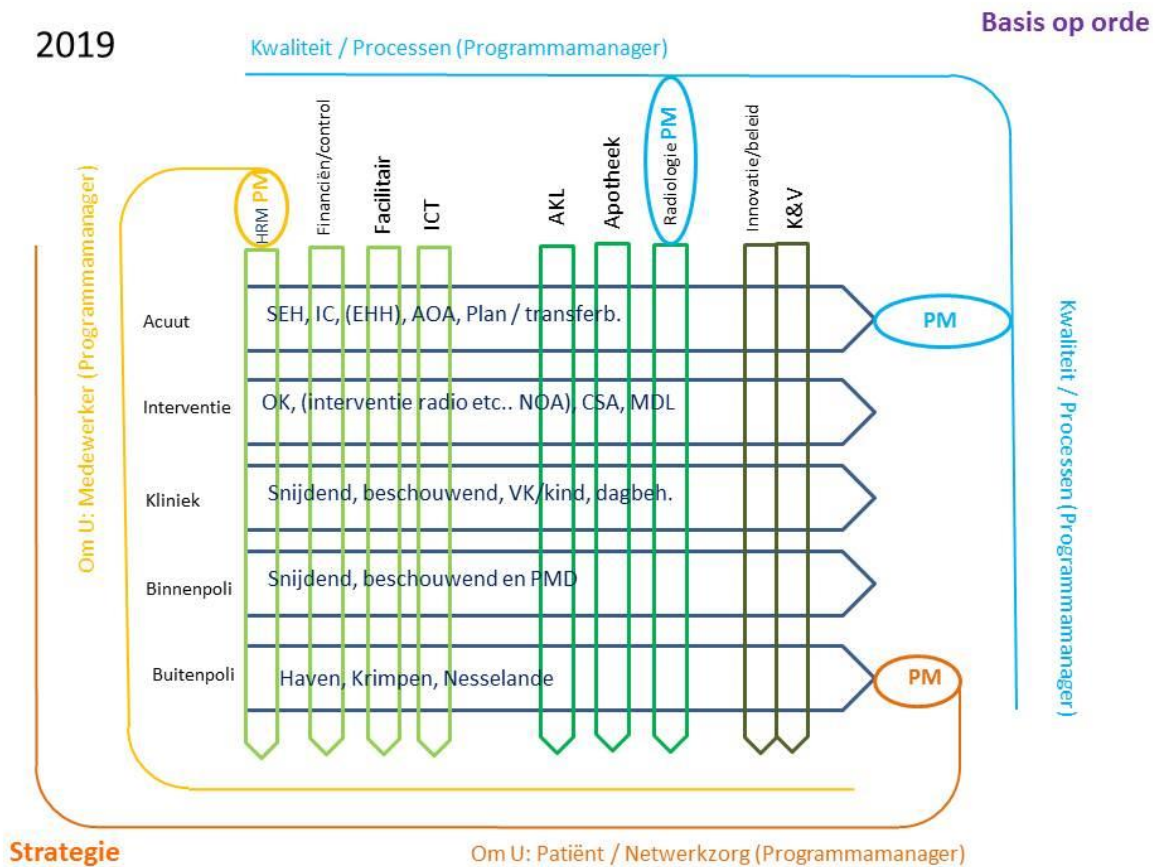 Basis op orde
2019
Kwaliteit / Processen (Programmamanager)
HRM PM
Financiën/control
Facilitair
ICT
AKL
Apotheek
Radiologie PM
Innovatie/beleid
K&V
Om U: Medewerker (Programmamanager)
Acuut
SEH, IC, (EHH), AOA, Plan / transferb.
PM
Interventie
OK, (interventie radio etc.. NOA), CSA, MDL
Kliniek
Snijdend, beschouwend, VK/kind, dagbeh.
Binnenpoli
Snijdend, beschouwend en PMD
Buitenpoli
Haven, Krimpen, Nesselande
PM
Kwaliteit / Processen (Programmamanager)
Strategie
Om U: Patiënt / Netwerkzorg (Programmamanager)